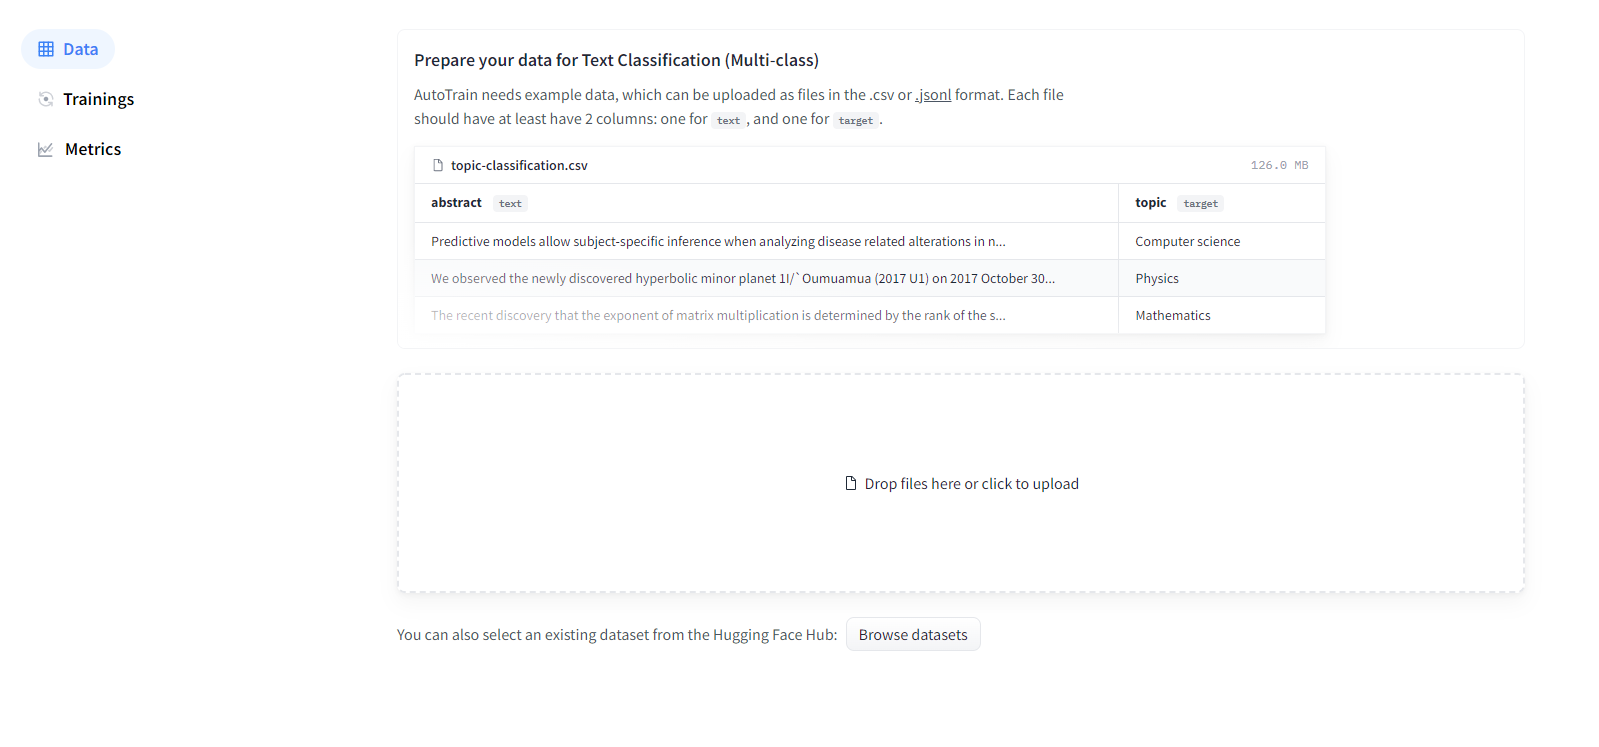 Data
Trainings
Metrics
Prepare your data for Text Classification (Multi-class)
AutoTrain needs example data, which can be uploaded as files in the .csv or .jsonl format. Each file
should have at least have 2 columns: one for text, and one for target.
topic-classification.csv 126.0 MB
abstract text topic target
Predictive models allow subject-specific inference when analyzing disease related alterations in n... Computer science
We observed the newly discovered hyperbolic minor planet 1I/`Oumuamua (2017 U1) on 2017 October 30... Physics
The recent discovery that the exponent of matrix multiplication is determined by the rank of the s... Mathematics
Drop files here or click to upload
You can also select an existing dataset from the Hugging Face Hub: Browse datasets